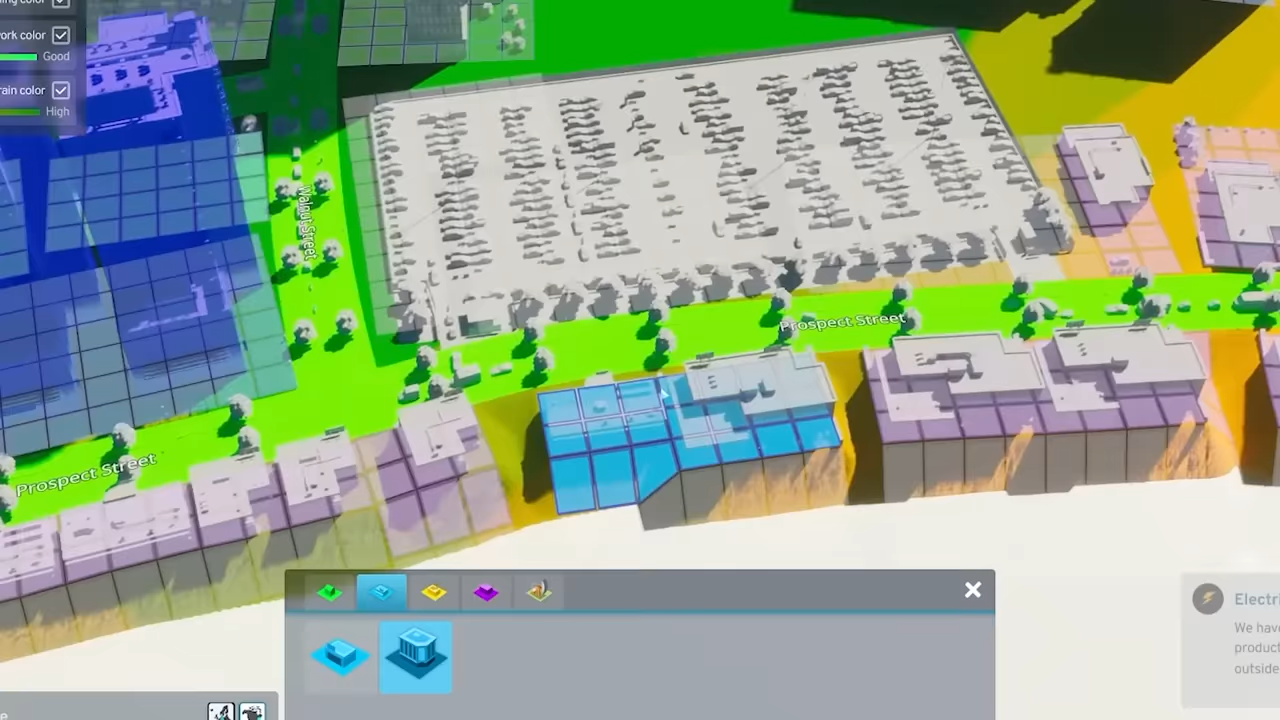 ork color
Good
rain color
High
Walnut Street
Prospect Street
Prospect Street
Electri
We have
product
outside
e